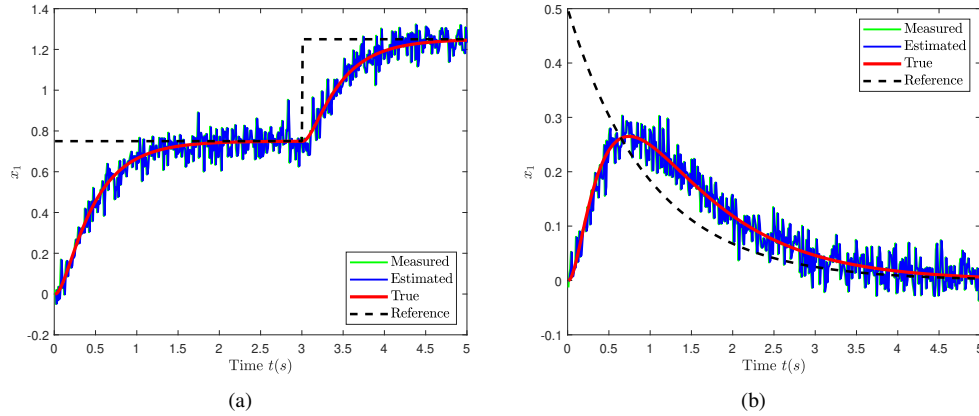 1.4
1.2
1
0.8
0.6
0.4
0.2
0
-0.2
x1
0 0.5 1 1.5 2 2.5 3 3.5 4 4.5 5
Time t(s)
Measured
Estimated
True
Reference
(a)
0.5
0.4
0.3
0.2
0.1
0
-0.1
x1
0 0.5 1 1.5 2 2.5 3 3.5 4 4.5 5
Time t(s)
Measured
Estimated
True
Reference
(b)